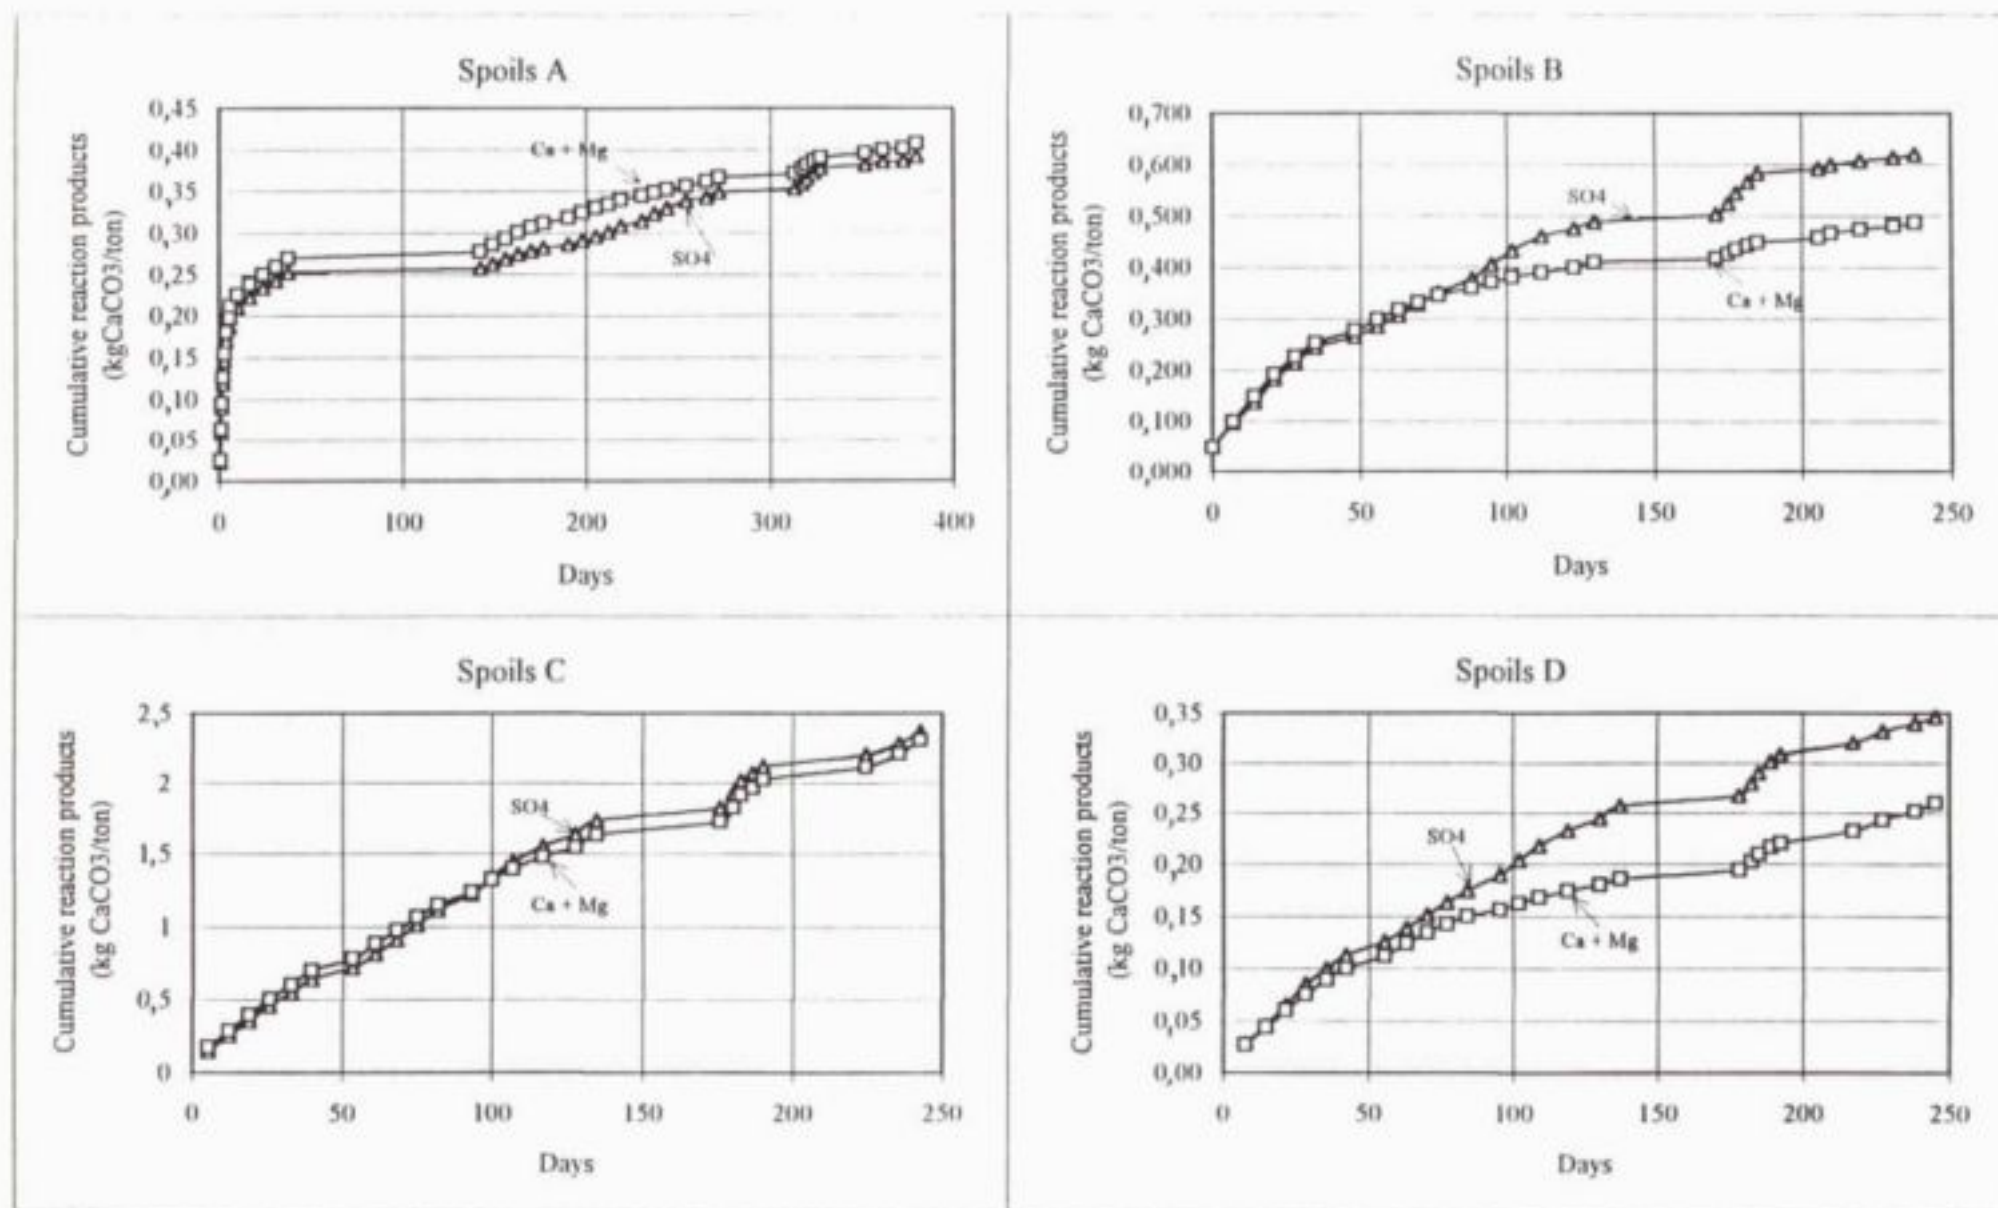 Spoils A
Cumulative reaction products
(kgCaCO3/ton)
0,45
0,40
0,35
0,30
0,25
0,20
0,15
0,10
0,05
0,00
Ca + Mg
SO4
0 100 200 300 400
Days
Spoils B
Cumulative reaction products
(kg CaCO3/ton)
0,700
0,600
0,500
0,400
0,300
0,200
0,100
0,000
SO4
Ca + Mg
0 50 100 150 200 250
Days
Spoils C
Cumulative reaction products
(kg CaCO3/ton)
2,5
2
1,5
1
0,5
0
SO4
Ca + Mg
0 50 100 150 200 250
Days
Spoils D
Cumulative reaction products
(kg CaCO3/ton)
0,35
0,30
0,25
0,20
0,15
0,10
0,05
0,00
SO4
Ca + Mg
0 50 100 150 200 250
Days